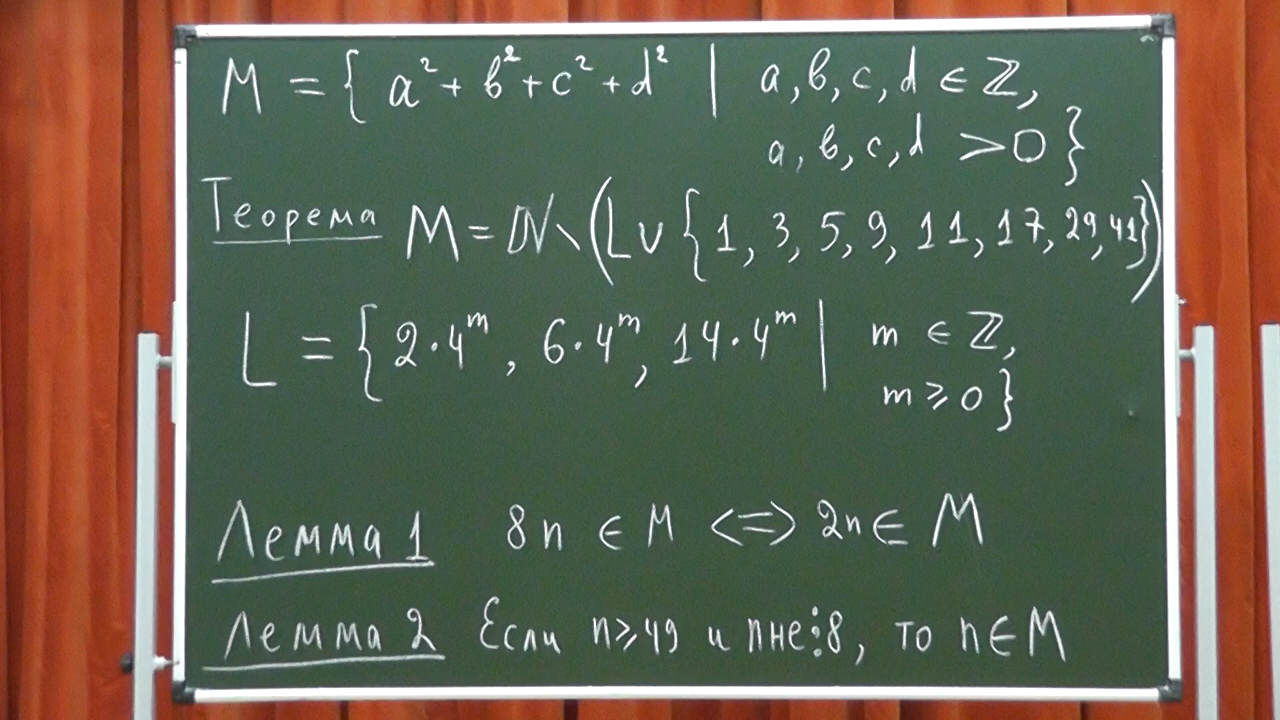 M = { a² + b² + c² + d² | a, b, c, d ∈ ℤ,
a, b, c, d > 0 }
Теорема M = ℕ \ (L ∪ { 1, 3, 5, 9, 11, 17, 29, 41 })
L = { 2·4ᵐ, 6·4ᵐ, 14·4ᵐ | m ∈ ℤ,
m ⩾ 0 }
Лемма 1 8n ∈ M <=> 2n ∈ M
Лемма 2 Если n ⩾ 49 и n не⋮8, то n ∈ M